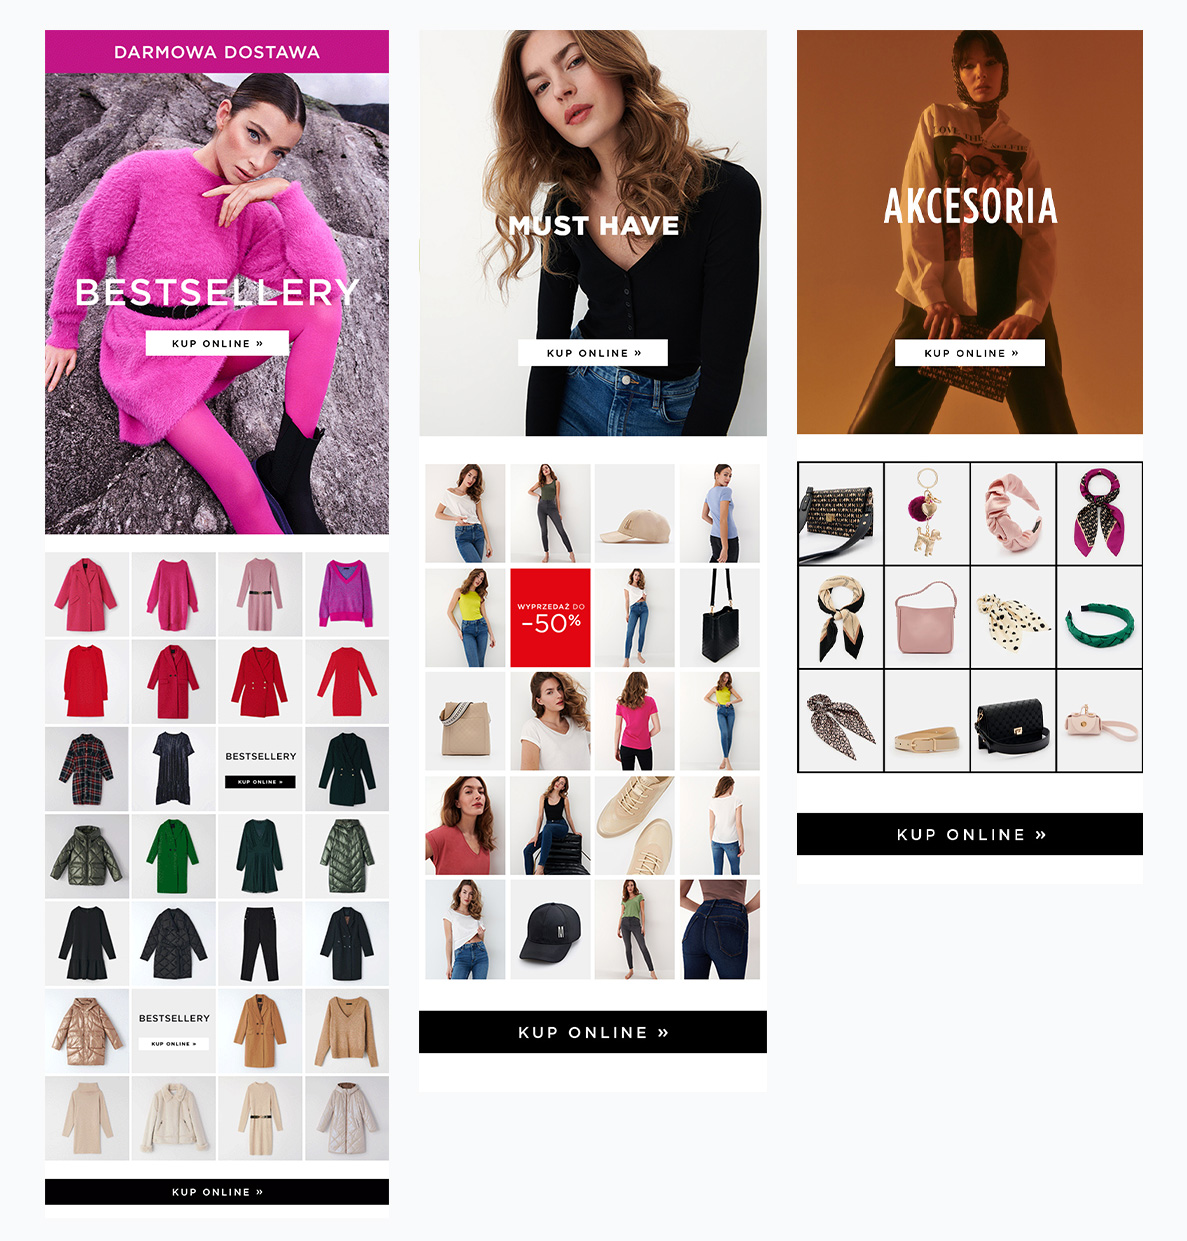 DARMOWA DOSTAWA
BESTSELLERY
KUP ONLINE »
BESTSELLERY
KUP ONLINE »
BESTSELLERY
KUP ONLINE »
KUP ONLINE »
MUST HAVE
KUP ONLINE »
WYPRZEDAŻ DO
-50%
M
KUP ONLINE »
AKCESORIA
KUP ONLINE »
KUP ONLINE »